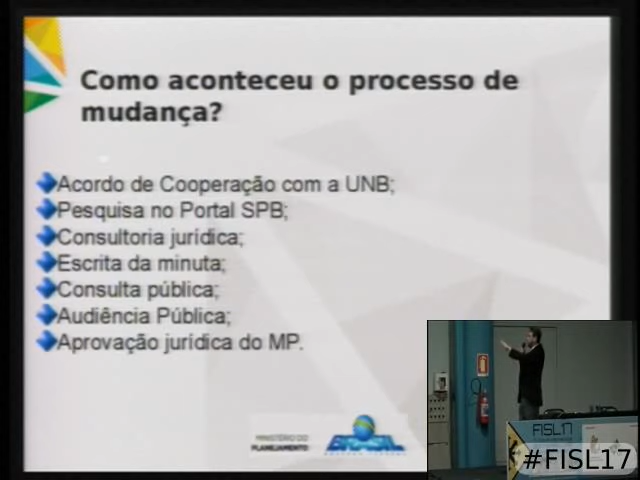 Como aconteceu o processo de
mudança?
Acordo de Cooperação com a UNB;
Pesquisa no Portal SPB;
Consultoria jurídica;
Escrita da minuta;
Consulta pública;
Audiência Pública;
Aprovação jurídica do MP.
MINISTÉRIO DO
PLANEJAMENTO
BRASIL
FISL17
#FISL17